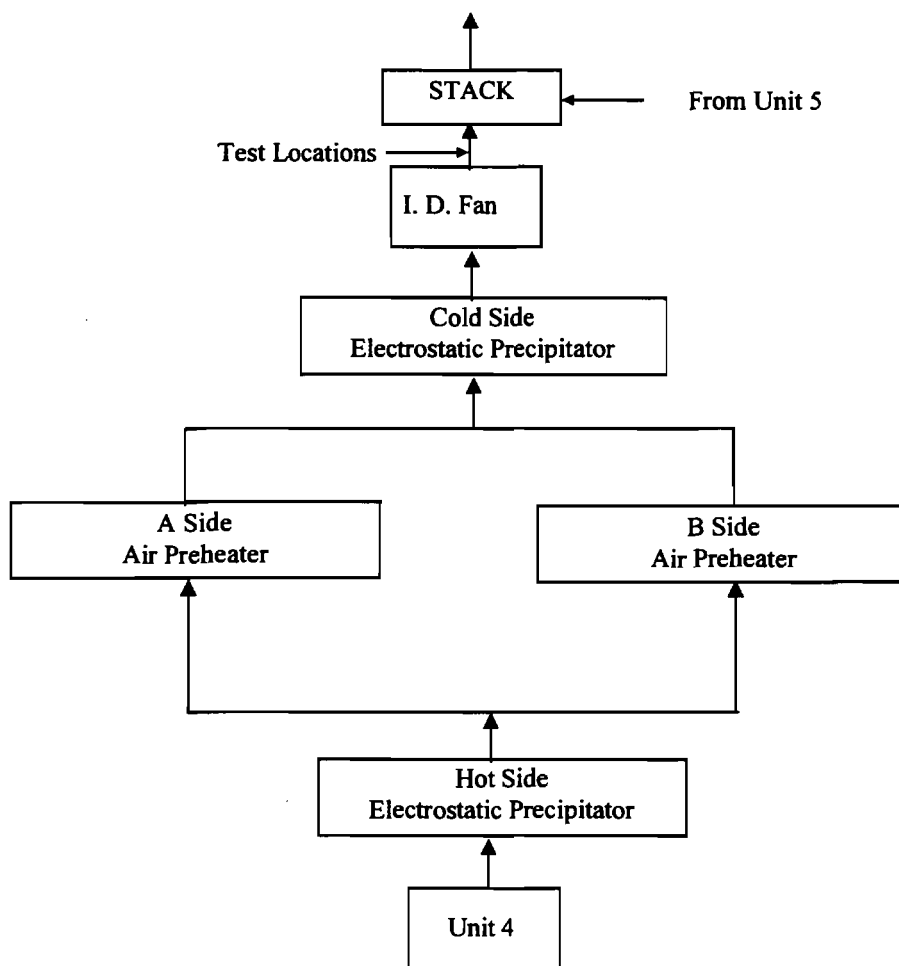 STACK
From Unit 5
Test Locations
I. D. Fan
Cold Side
Electrostatic Precipitator
A Side
Air Preheater
B Side
Air Preheater
Hot Side
Electrostatic Precipitator
Unit 4